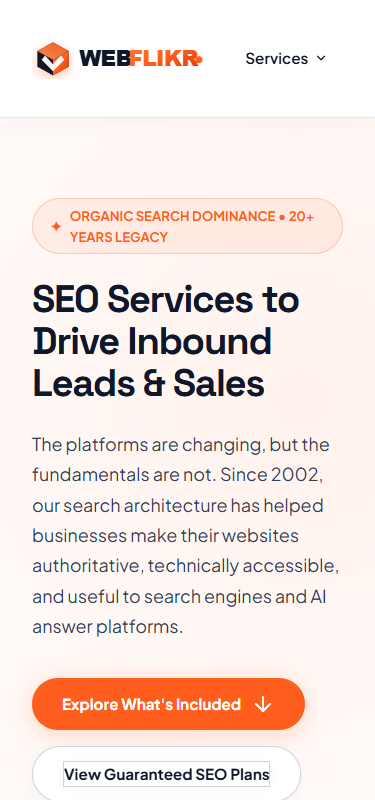 WEBFLIKR
Services
ORGANIC SEARCH DOMINANCE • 20+
YEARS LEGACY
SEO Services to
Drive Inbound
Leads & Sales
The platforms are changing, but the
fundamentals are not. Since 2002,
our search architecture has helped
businesses make their websites
authoritative, technically accessible,
and useful to search engines and AI
answer platforms.
Explore What's Included
View Guaranteed SEO Plans